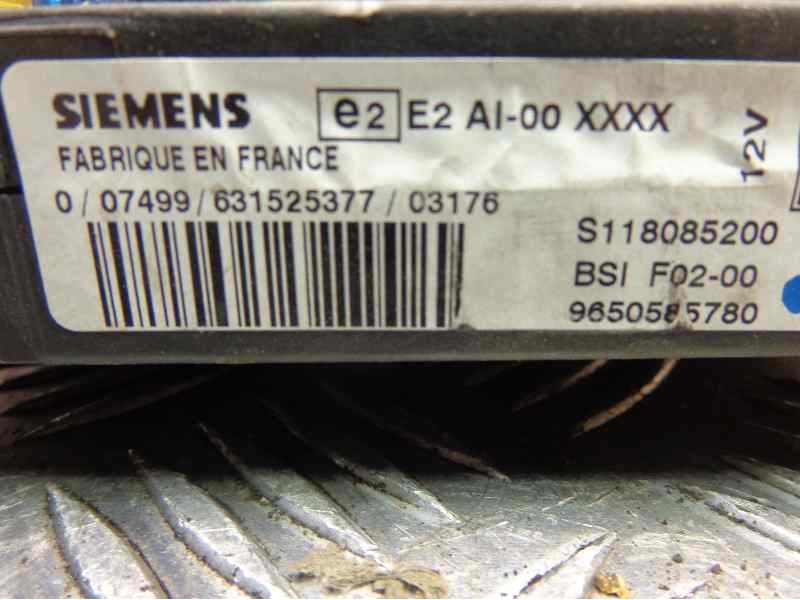 SIEMENS e2 E2 AI-00 XXXX
FABRIQUE EN FRANCE
0 / 07499 / 631525377 / 03176
12V
S118085200
BSI F02-00
9650585780